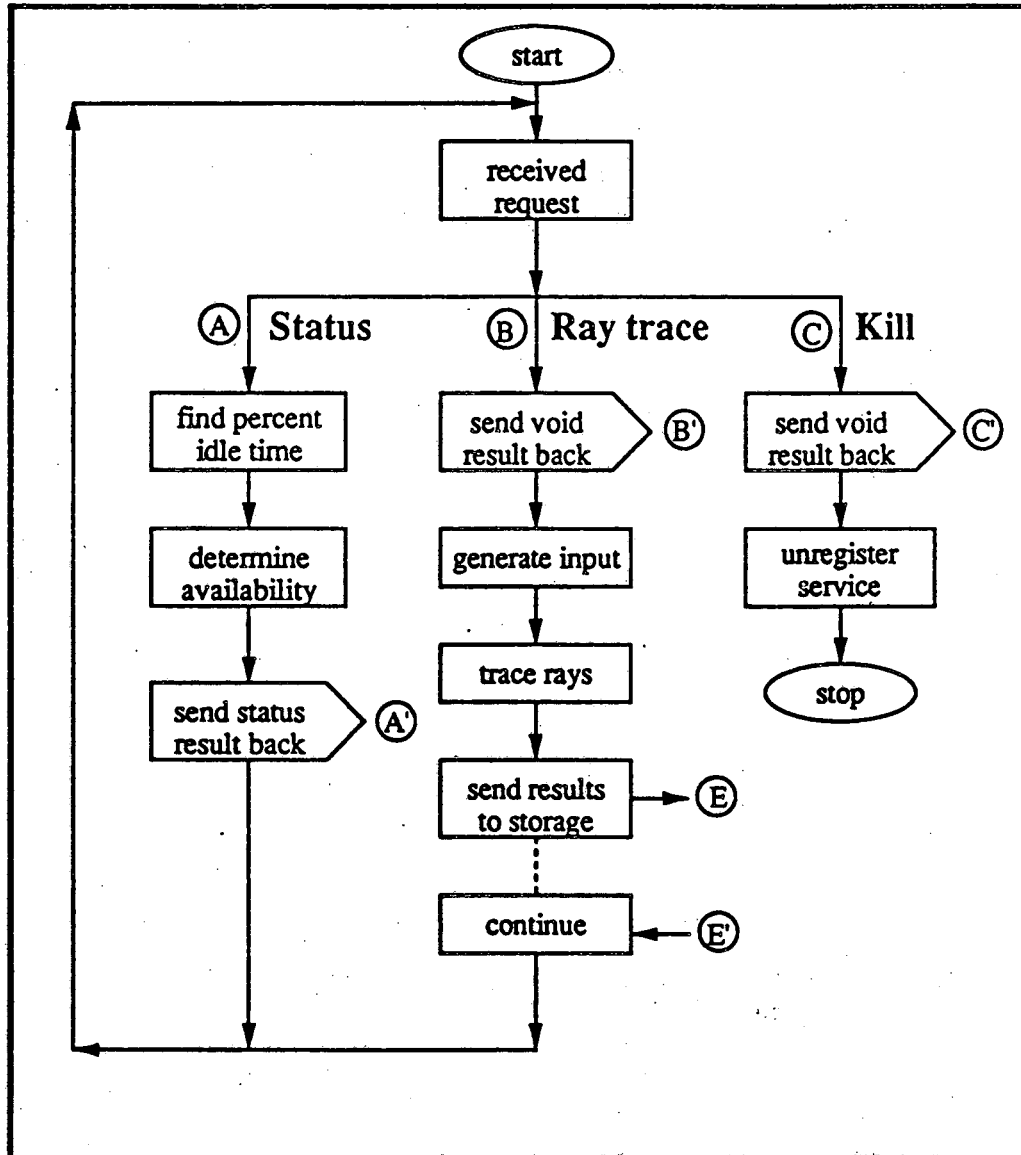 start
received
request
A Status
B Ray trace
C Kill
find percent
idle time
send void
result back
B'
send void
result back
C'
determine
availability
generate input
unregister
service
trace rays
stop
send status
result back
A'
send results
to storage
E
continue
E'